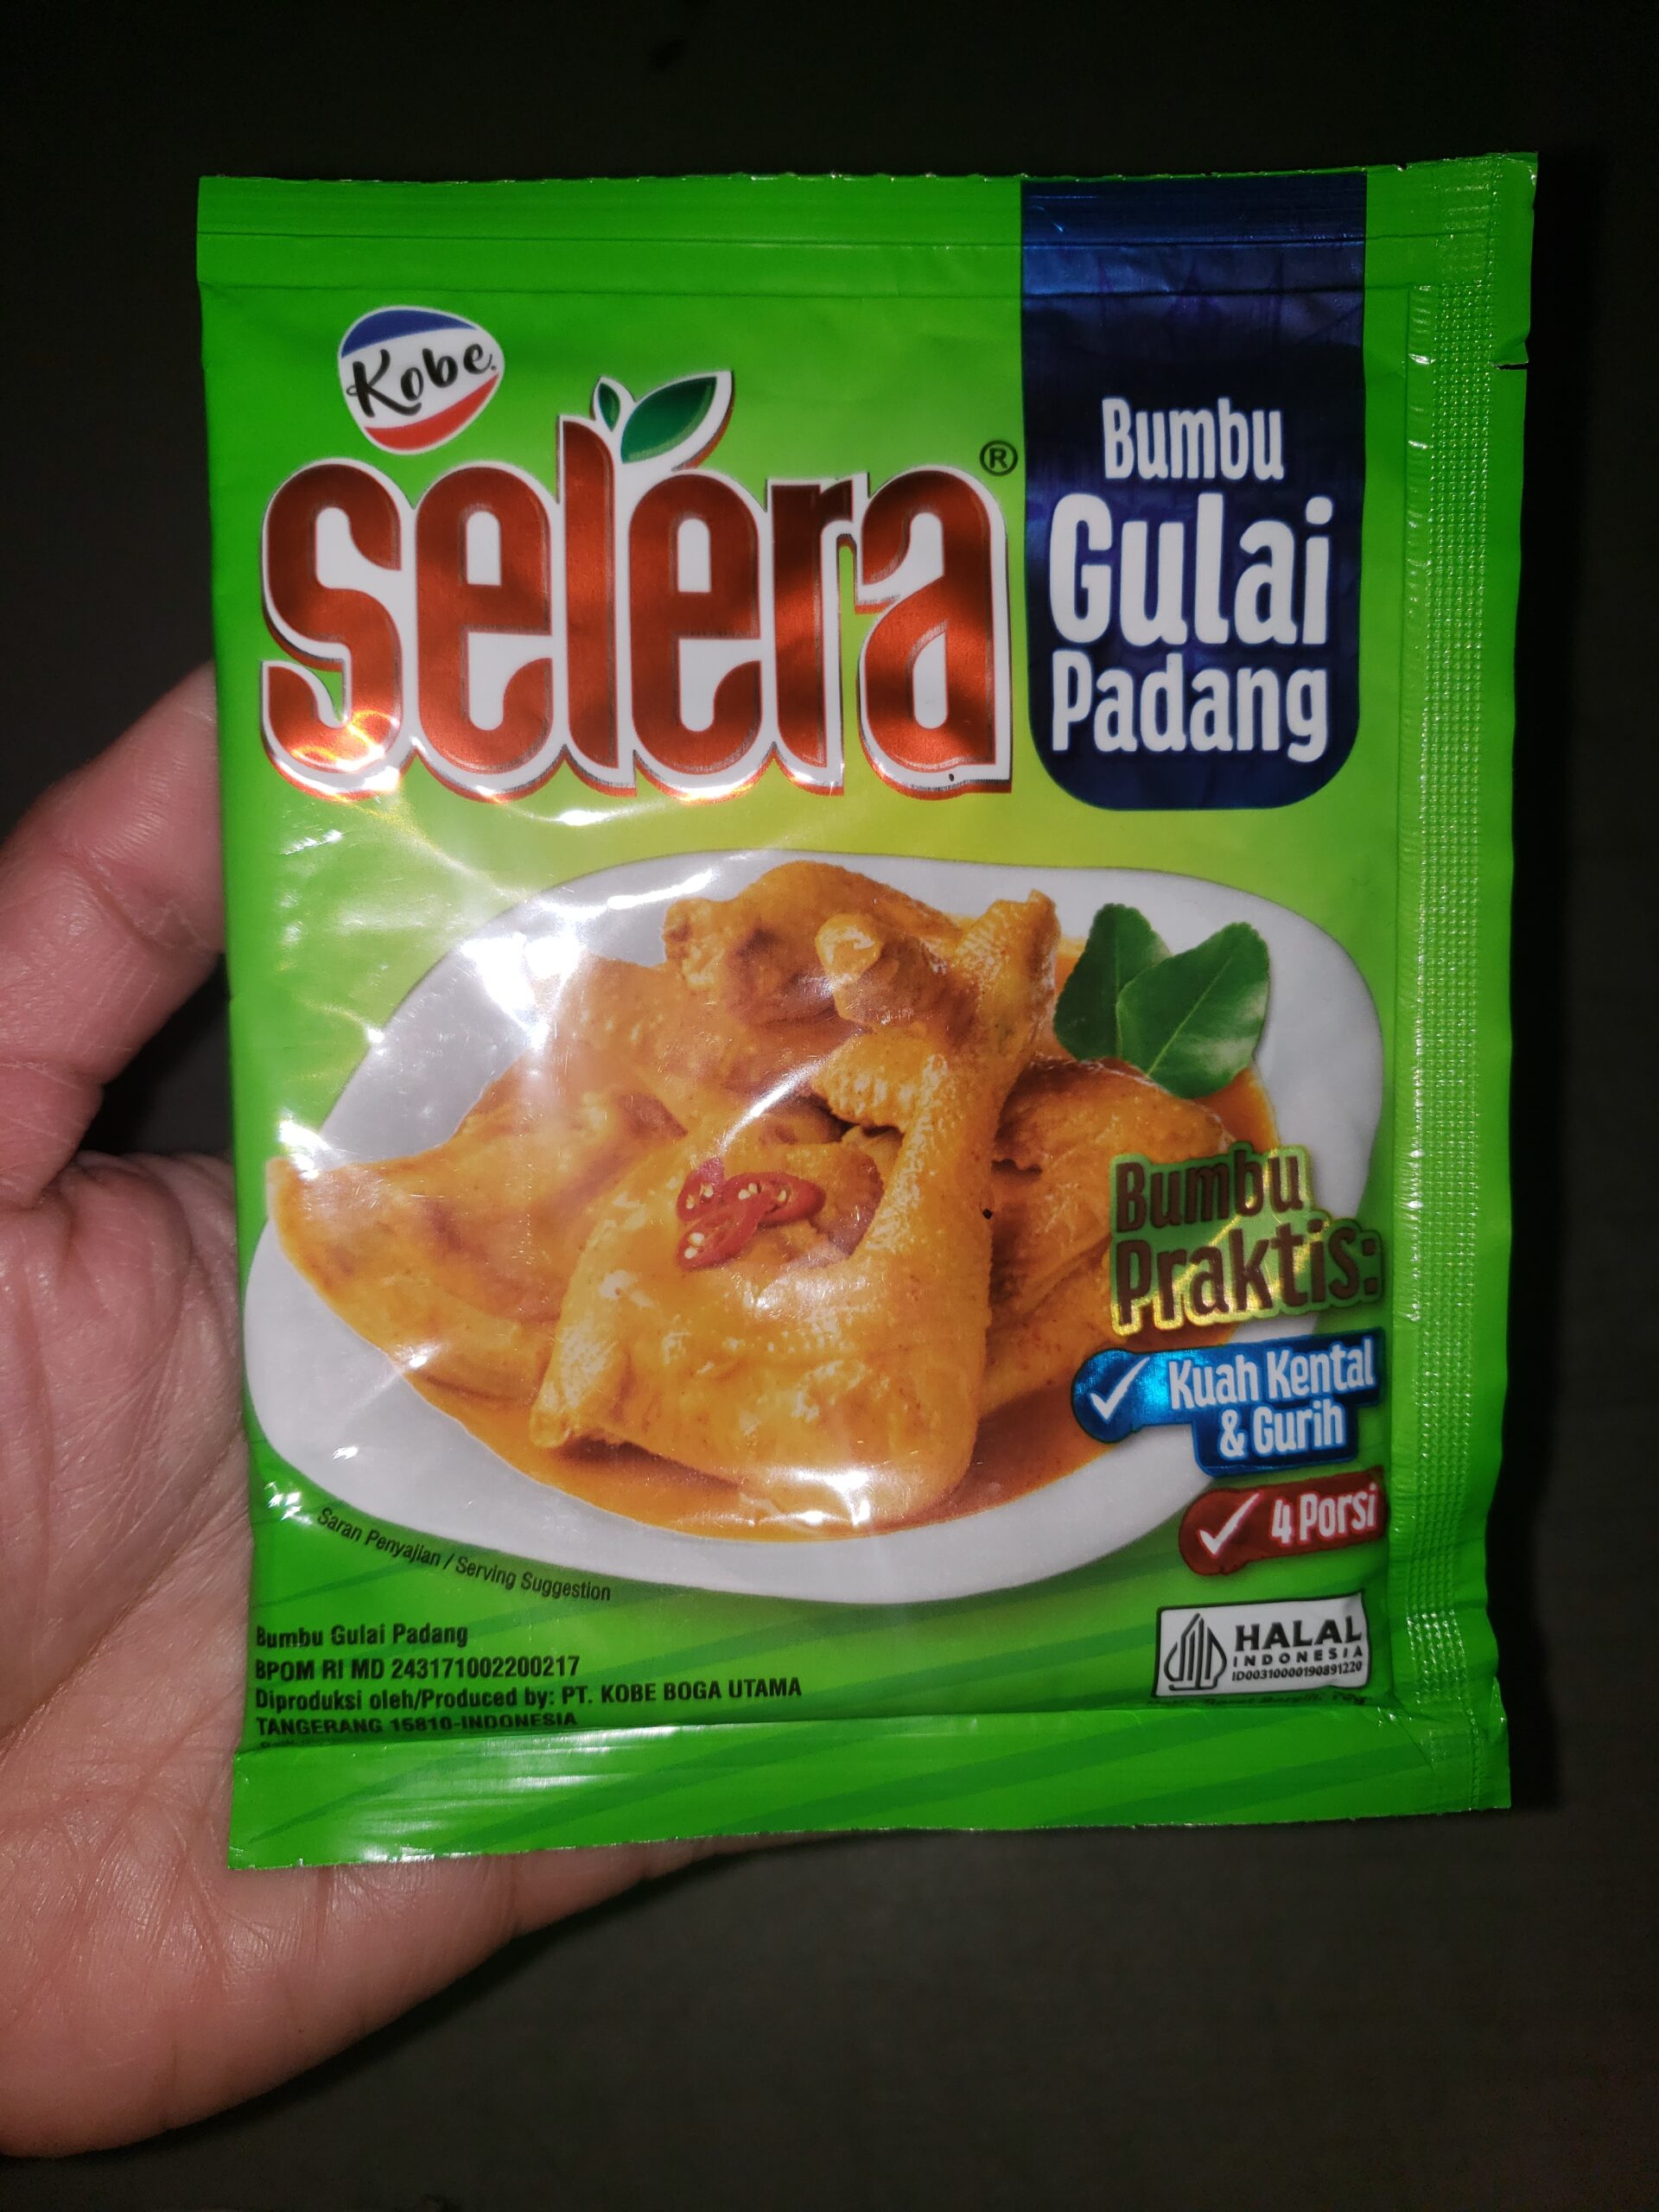 Kobe
selera®
Bumbu
Gulai
Padang
Bumbu
Praktis:
Kuah Kental
& Gurih
4 Porsi
Saran Penyajian / Serving Suggestion
Bumbu Gulai Padang
BPOM RI MD 243171002200217
Diproduksi oleh/Produced by: PT. KOBE BOGA UTAMA
TANGERANG 15810-INDONESIA
HALAL
INDONESIA
ID00310000190891220